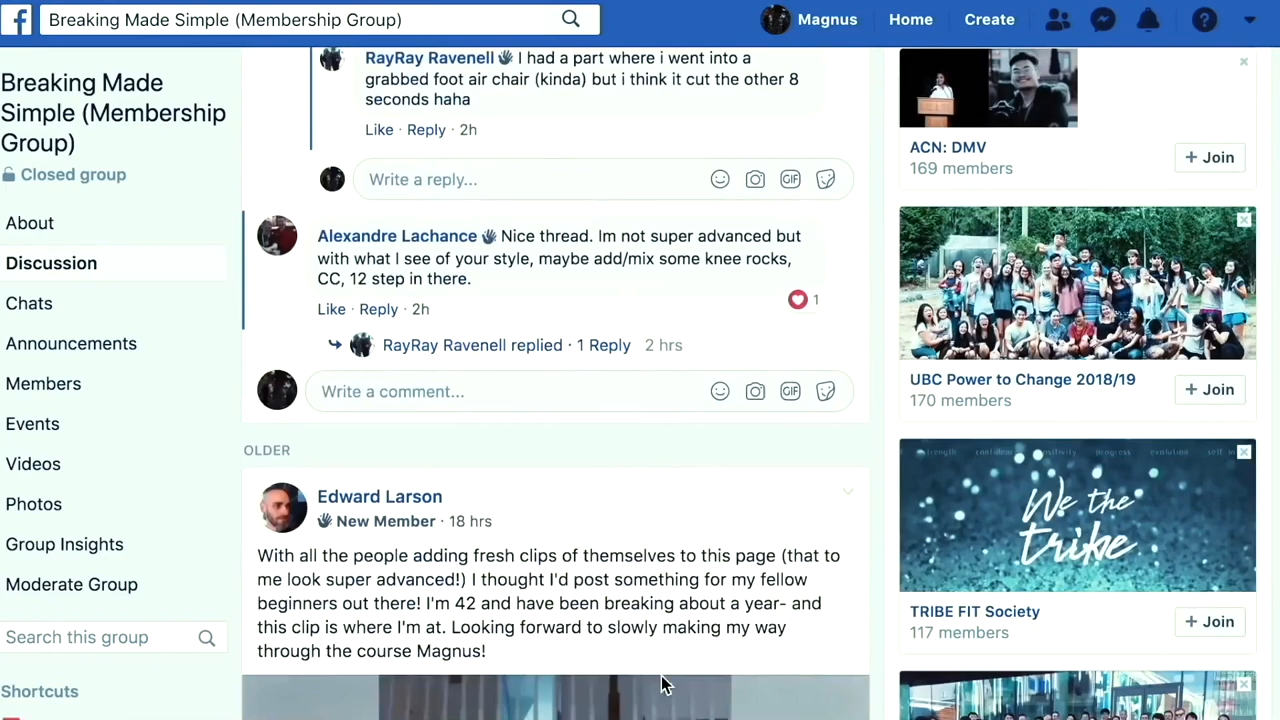 Breaking Made Simple (Membership Group)
Magnus
Home
Create
Breaking Made
Simple (Membership
Group)
Closed group
About
Discussion
Chats
Announcements
Members
Events
Videos
Photos
Group Insights
Moderate Group
Search this group
Shortcuts
RayRay Ravenell I had a part where i went into a
grabbed foot air chair (kinda) but i think it cut the other 8
seconds haha
Like · Reply · 2h
Write a reply...
GIF
Alexandre Lachance Nice thread. Im not super advanced but
with what I see of your style, maybe add/mix some knee rocks,
CC, 12 step in there.
1
Like · Reply · 2h
RayRay Ravenell replied · 1 Reply 2 hrs
Write a comment...
GIF
OLDER
Edward Larson
New Member · 18 hrs
With all the people adding fresh clips of themselves to this page (that to
me look super advanced!) I thought I'd post something for my fellow
beginners out there! I'm 42 and have been breaking about a year- and
this clip is where I'm at. Looking forward to slowly making my way
through the course Magnus!
ACN: DMV
169 members
+ Join
UBC Power to Change 2018/19
170 members
+ Join
strength
progress
evolution
We the
tribe
TRIBE FIT Society
117 members
+ Join